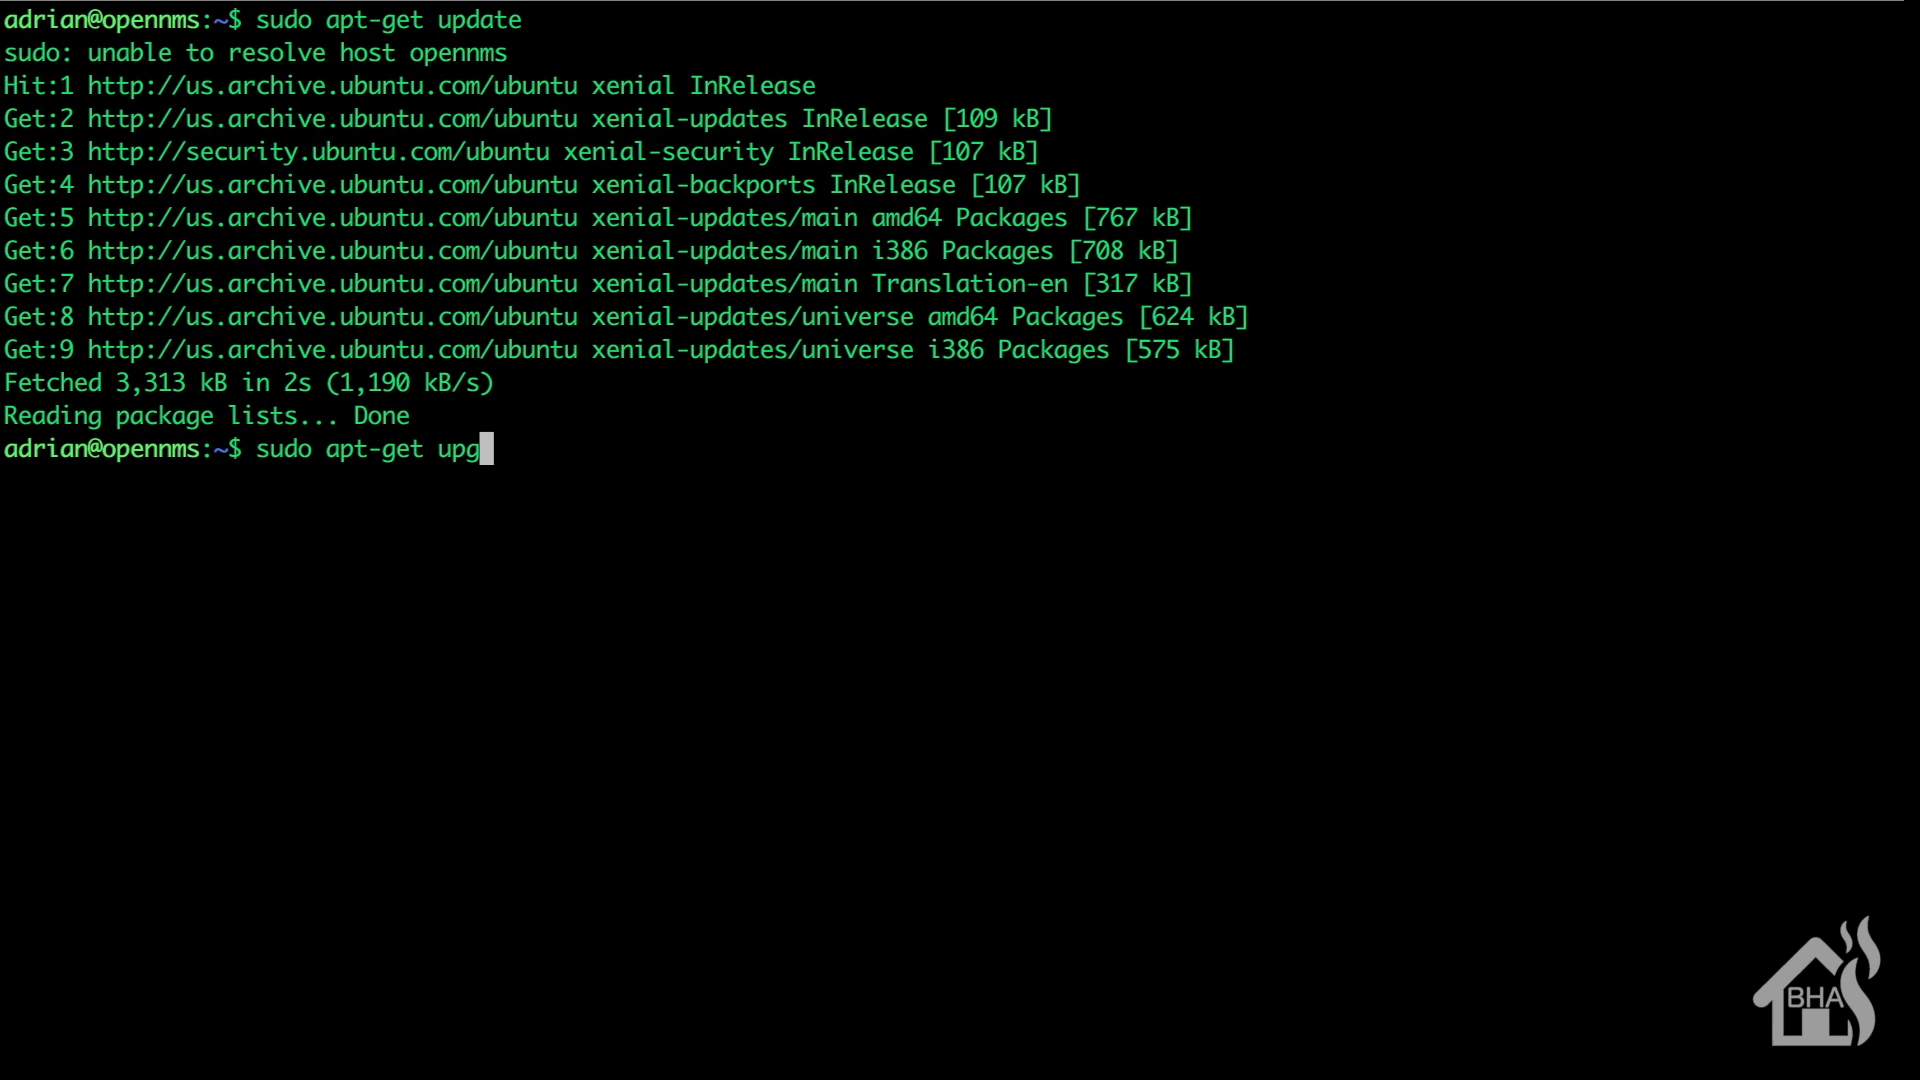 adrian@opennms:~$ sudo apt-get update
sudo: unable to resolve host opennms
Hit:1 http://us.archive.ubuntu.com/ubuntu xenial InRelease
Get:2 http://us.archive.ubuntu.com/ubuntu xenial-updates InRelease [109 kB]
Get:3 http://security.ubuntu.com/ubuntu xenial-security InRelease [107 kB]
Get:4 http://us.archive.ubuntu.com/ubuntu xenial-backports InRelease [107 kB]
Get:5 http://us.archive.ubuntu.com/ubuntu xenial-updates/main amd64 Packages [767 kB]
Get:6 http://us.archive.ubuntu.com/ubuntu xenial-updates/main i386 Packages [708 kB]
Get:7 http://us.archive.ubuntu.com/ubuntu xenial-updates/main Translation-en [317 kB]
Get:8 http://us.archive.ubuntu.com/ubuntu xenial-updates/universe amd64 Packages [624 kB]
Get:9 http://us.archive.ubuntu.com/ubuntu xenial-updates/universe i386 Packages [575 kB]
Fetched 3,313 kB in 2s (1,190 kB/s)
Reading package lists... Done
adrian@opennms:~$ sudo apt-get upg
BHA